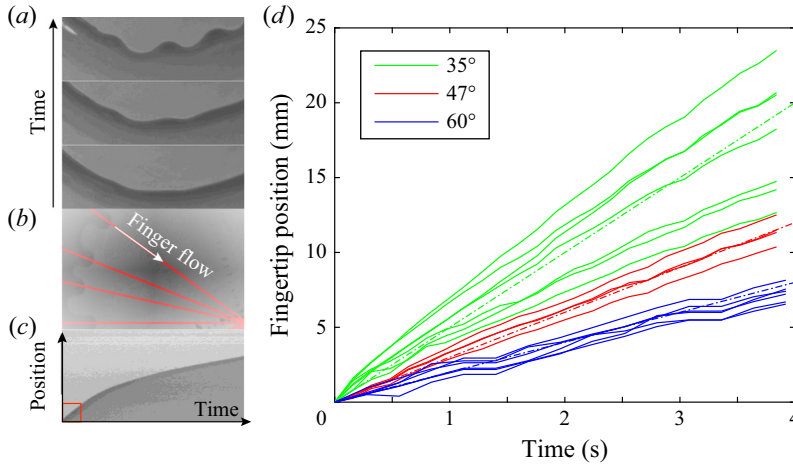 (a)
Time
(b)
Finger flow
(c)
Position
Time
(d)
25
20
15
10
5
0
Fingertip position (mm)
35°
47°
60°
1
2
3
4
Time (s)